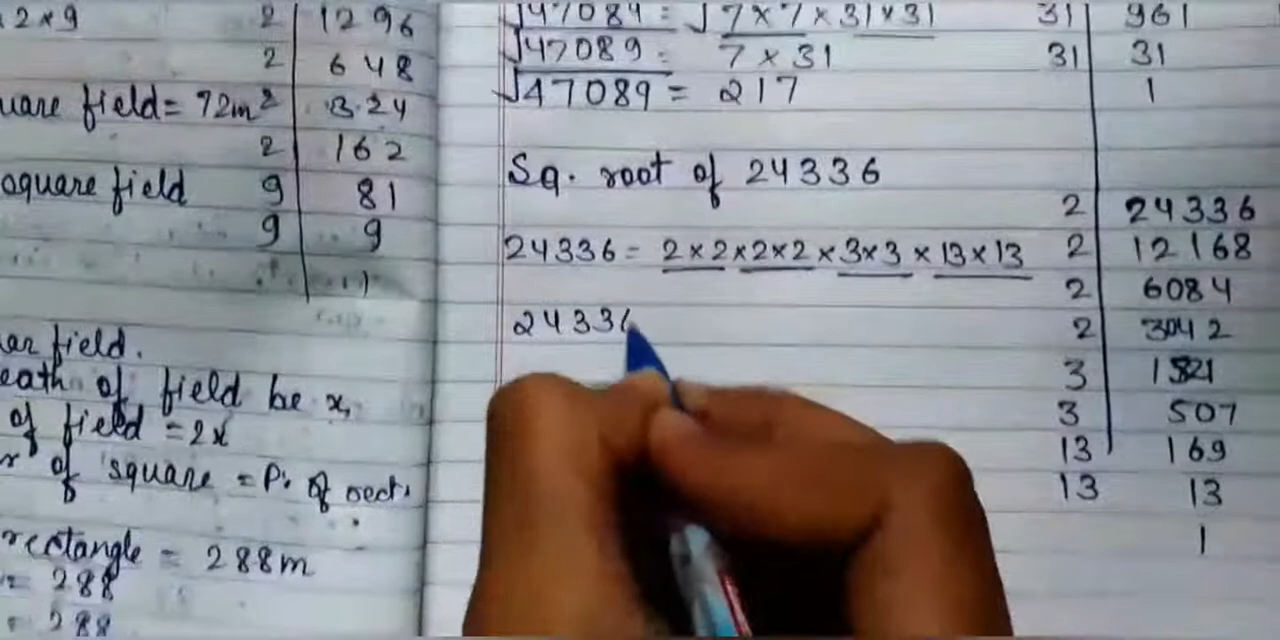 2×9
2 | 1296
2 | 648
uare field = 72m² 324
2 | 162
square field 9 | 81
9 | 9
1
ar field.
eath of field be x,
of field = 2x
r of square = P. of rect.
rectangle = 288m
= 288
= 288
√47089 = √7×7×31×31
√47089 = 7×31
√47089 = 217
31 | 961
31 | 31
1
Sq. root of 24336
24336 = 2×2×2×2×3×3×13×13
2433
2 | 24336
2 | 12168
2 | 6084
2 | 3042
3 | 1521
3 | 507
13 | 169
13 | 13
1